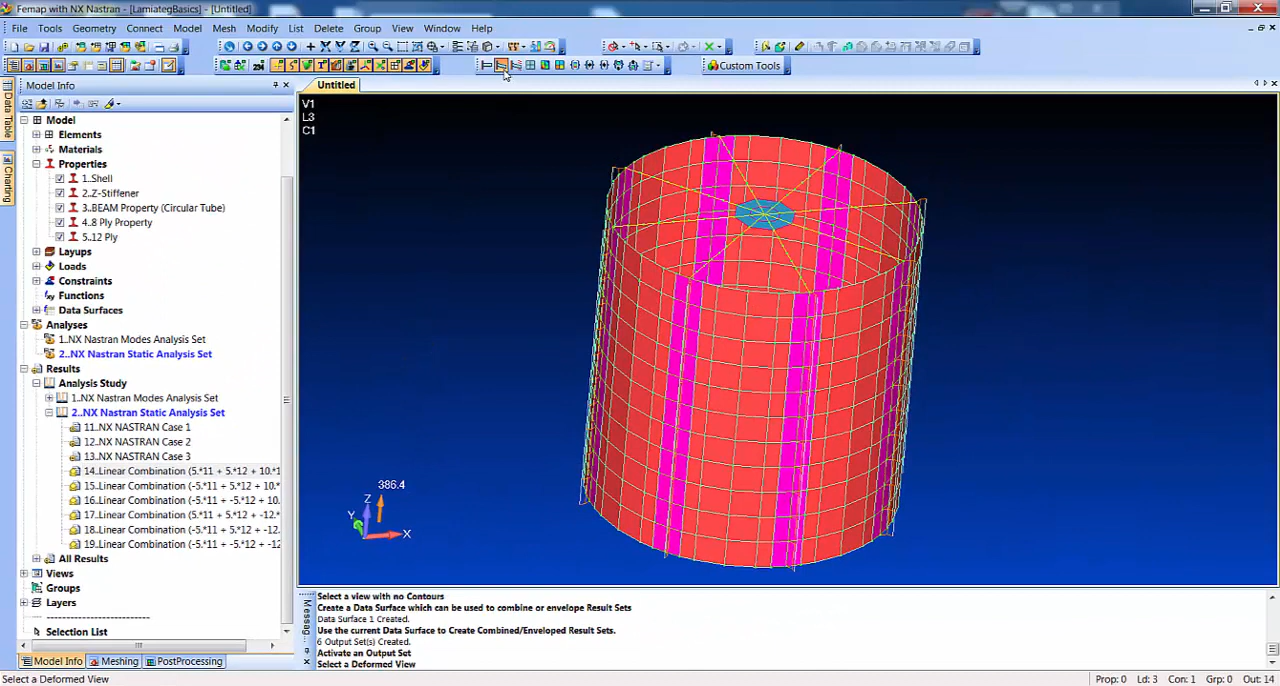 Femap with NX Nastran - [LamiategBasics] - [Untitled]
File Tools Geometry Connect Model Mesh Modify List Delete Group View Window Help
Custom Tools
Data Table
Charting
Model Info
Untitled
V1
L3
C1
Model
Elements
Materials
Properties
1..Shell
2..Z-Stiffener
3..BEAM Property (Circular Tube)
4..8 Ply Property
5..12 Ply
Layups
Loads
Constraints
Functions
Data Surfaces
Analyses
1..NX Nastran Modes Analysis Set
2..NX Nastran Static Analysis Set
Results
Analysis Study
1..NX Nastran Modes Analysis Set
2..NX Nastran Static Analysis Set
11..NX NASTRAN Case 1
12..NX NASTRAN Case 2
13..NX NASTRAN Case 3
14..Linear Combination (5.*11 + 5.*12 + 10.*1
15..Linear Combination (-5.*11 + 5.*12 + 10.
16..Linear Combination (-5.*11 + -5.*12 + 10.
17..Linear Combination (5.*11 + 5.*12 + -12.*
18..Linear Combination (-5.*11 + 5.*12 + -12.
19..Linear Combination (-5.*11 + -5.*12 + -12
All Results
Views
Groups
Layers
Selection List
386.4
Z
Y
X
Messag
Select a view with no Contours
Create a Data Surface which can be used to combine or envelope Result Sets
Data Surface 1 Created.
Use the current Data Surface to Create Combined/Enveloped Result Sets.
6 Output Set(s) Created.
Activate an Output Set
Select a Deformed View
Model Info Meshing PostProcessing
Select a Deformed View
Prop: 0 Ld: 3 Con: 1 Grp: 0 Out: 14